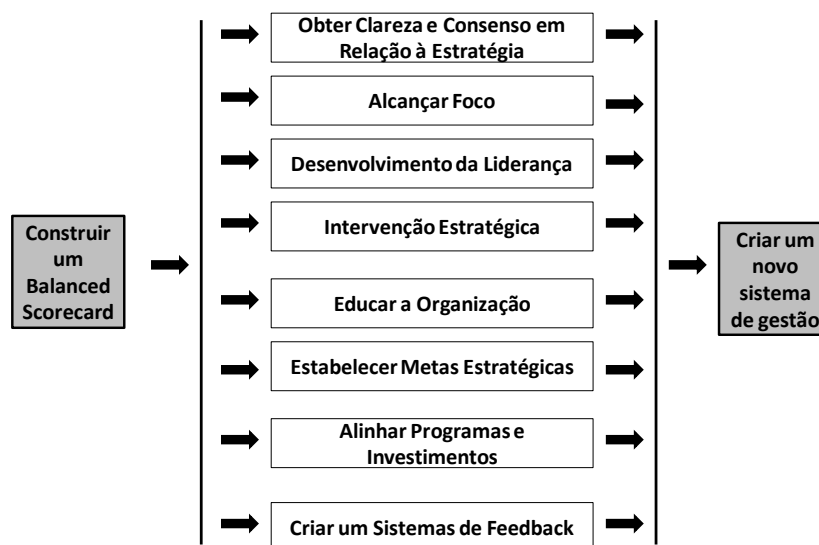 Construir
um
Balanced
Scorecard
Obter Clareza e Consenso em
Relação à Estratégia
Alcançar Foco
Desenvolvimento da Liderança
Intervenção Estratégica
Educar a Organização
Estabelecer Metas Estratégicas
Alinhar Programas e
Investimentos
Criar um Sistemas de Feedback
Criar um
novo
sistema
de gestão